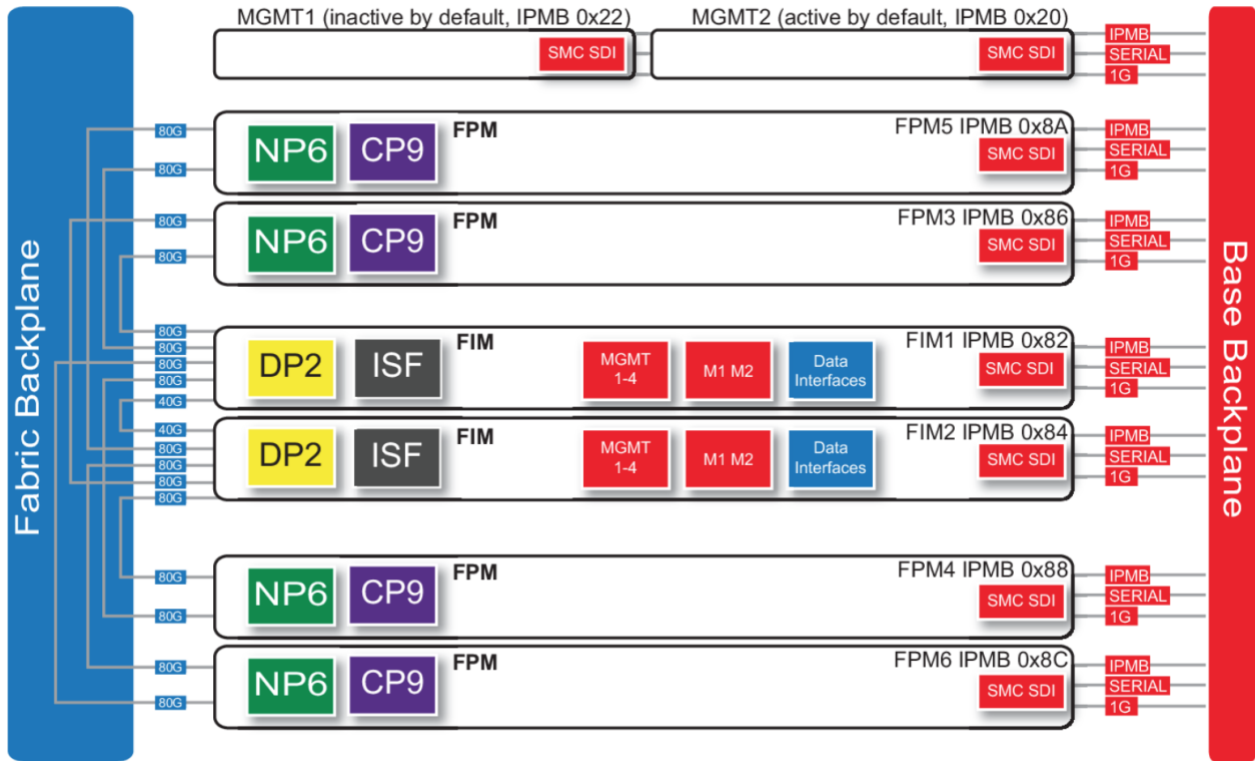 MGMT1 (inactive by default, IPMB 0x22)
MGMT2 (active by default, IPMB 0x20)
SMC SDI
SMC SDI
IPMB
SERIAL
1G
Fabric Backplane
Base Backplane
80G
80G
NP6
CP9
FPM
FPM5 IPMB 0x8A
SMC SDI
IPMB
SERIAL
1G
80G
80G
NP6
CP9
FPM
FPM3 IPMB 0x86
SMC SDI
IPMB
SERIAL
1G
80G
80G
80G
80G
40G
DP2
ISF
FIM
MGMT
1-4
M1 M2
Data
Interfaces
FIM1 IPMB 0x82
SMC SDI
IPMB
SERIAL
1G
40G
80G
80G
80G
80G
DP2
ISF
FIM
MGMT
1-4
M1 M2
Data
Interfaces
FIM2 IPMB 0x84
SMC SDI
IPMB
SERIAL
1G
80G
80G
NP6
CP9
FPM
FPM4 IPMB 0x88
SMC SDI
IPMB
SERIAL
1G
80G
80G
NP6
CP9
FPM
FPM6 IPMB 0x8C
SMC SDI
IPMB
SERIAL
1G